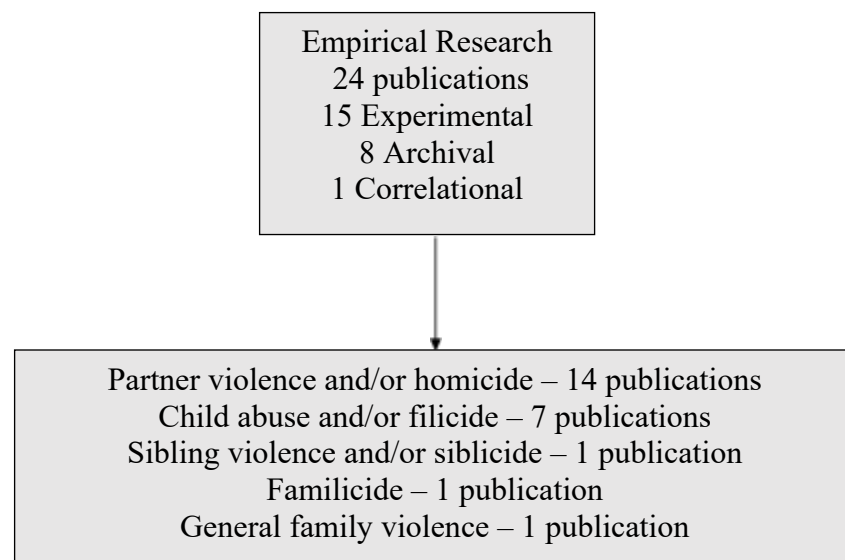 Empirical Research
24 publications
15 Experimental
8 Archival
1 Correlational
Partner violence and/or homicide – 14 publications
Child abuse and/or filicide – 7 publications
Sibling violence and/or siblicide – 1 publication
Familicide – 1 publication
General family violence – 1 publication